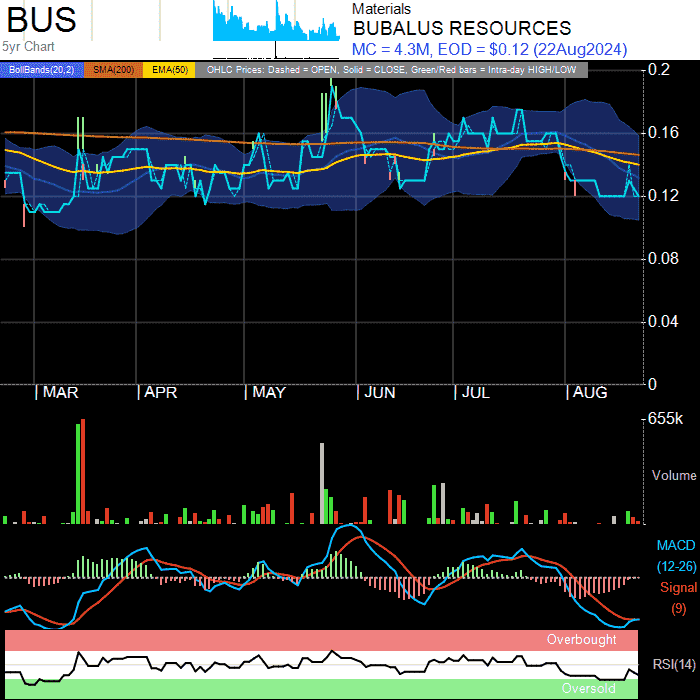 BUS
5yr Chart
Materials
BUBALUS RESOURCES
MC = 4.3M, EOD = $0.12 (22Aug2024)
BollBands(20,2) SMA(200) EMA(50) OHLC Prices: Dashed = OPEN, Solid = CLOSE, Green/Red bars = Intra-day HIGH/LOW
0.2
0.16
0.12
0.08
0.04
0
MAR APR MAY JUN JUL AUG
655k
Volume
MACD
(12-26)
Signal
(9)
Overbought
RSI(14)
Oversold